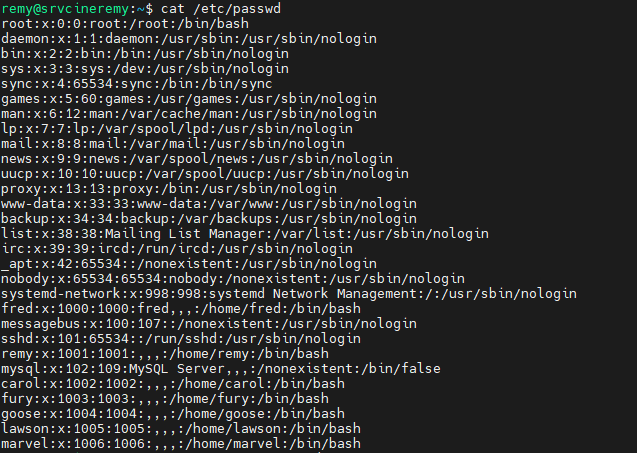 remy@srvcineremy:~$ cat /etc/passwd
root:x:0:0:root:/root:/bin/bash
daemon:x:1:1:daemon:/usr/sbin:/usr/sbin/nologin
bin:x:2:2:bin:/bin:/usr/sbin/nologin
sys:x:3:3:sys:/dev:/usr/sbin/nologin
sync:x:4:65534:sync:/bin:/bin/sync
games:x:5:60:games:/usr/games:/usr/sbin/nologin
man:x:6:12:man:/var/cache/man:/usr/sbin/nologin
lp:x:7:7:lp:/var/spool/lpd:/usr/sbin/nologin
mail:x:8:8:mail:/var/mail:/usr/sbin/nologin
news:x:9:9:news:/var/spool/news:/usr/sbin/nologin
uucp:x:10:10:uucp:/var/spool/uucp:/usr/sbin/nologin
proxy:x:13:13:proxy:/bin:/usr/sbin/nologin
www-data:x:33:33:www-data:/var/www:/usr/sbin/nologin
backup:x:34:34:backup:/var/backups:/usr/sbin/nologin
list:x:38:38:Mailing List Manager:/var/list:/usr/sbin/nologin
irc:x:39:39:ircd:/run/ircd:/usr/sbin/nologin
_apt:x:42:65534::/nonexistent:/usr/sbin/nologin
nobody:x:65534:65534:nobody:/nonexistent:/usr/sbin/nologin
systemd-network:x:998:998:systemd Network Management:/:/usr/sbin/nologin
fred:x:1000:1000:fred,,,:/home/fred:/bin/bash
messagebus:x:100:107::/nonexistent:/usr/sbin/nologin
sshd:x:101:65534::/run/sshd:/usr/sbin/nologin
remy:x:1001:1001:,,,:/home/remy:/bin/bash
mysql:x:102:109:MySQL Server,,,:/nonexistent:/bin/false
carol:x:1002:1002:,,,:/home/carol:/bin/bash
fury:x:1003:1003:,,,:/home/fury:/bin/bash
goose:x:1004:1004:,,,:/home/goose:/bin/bash
lawson:x:1005:1005:,,,:/home/lawson:/bin/bash
marvel:x:1006:1006:,,,:/home/marvel:/bin/bash